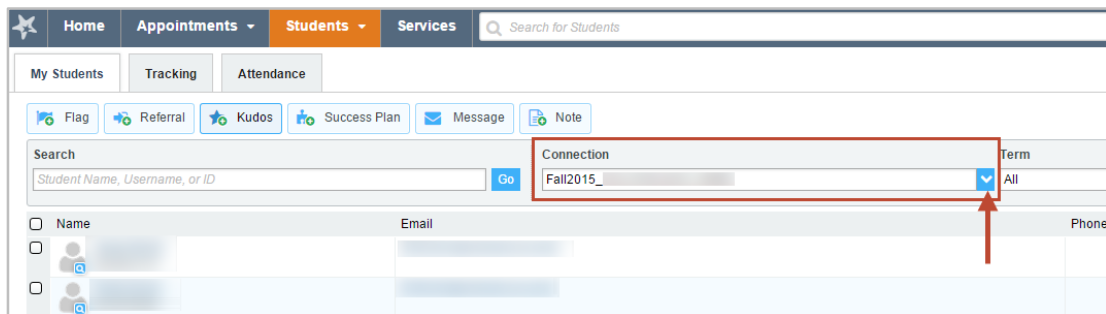 Home Appointments Students Services Search for Students
My Students Tracking Attendance
Flag Referral Kudos Success Plan Message Note
Search Connection Term
Student Name, Username, or ID Go Fall2015_ All
Name Email Phone